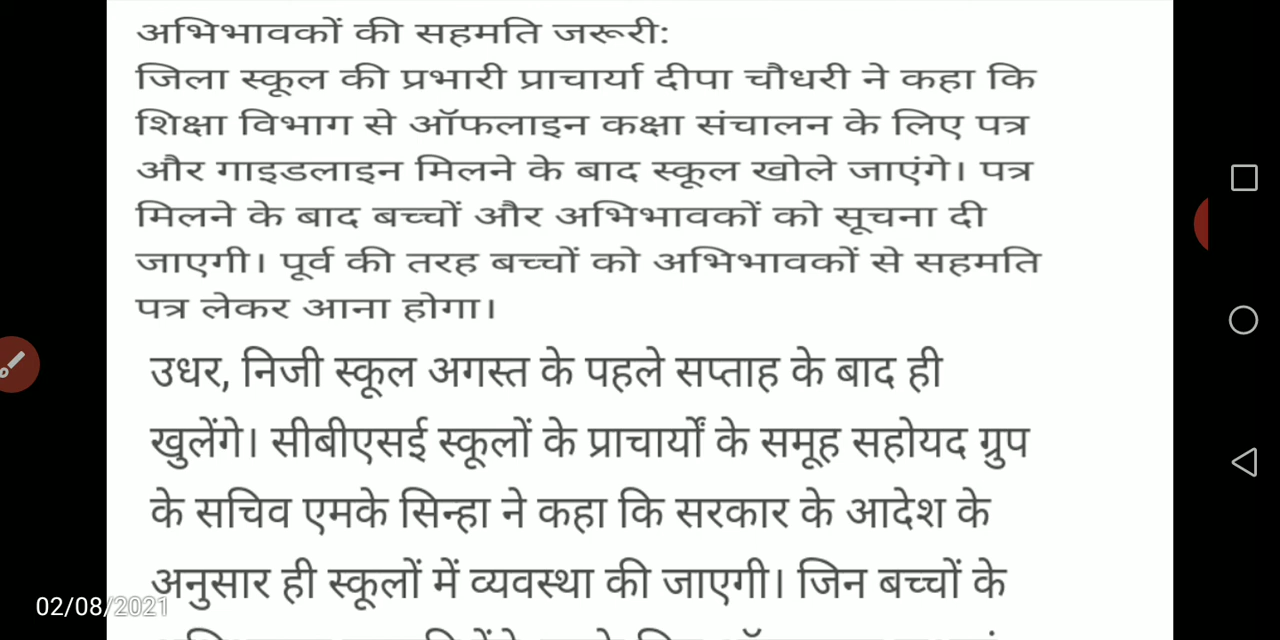 अभिभावकों की सहमति जरूरी:
जिला स्कूल की प्रभारी प्राचार्या दीपा चौधरी ने कहा कि
शिक्षा विभाग से ऑफलाइन कक्षा संचालन के लिए पत्र
और गाइडलाइन मिलने के बाद स्कूल खोले जाएंगे। पत्र
मिलने के बाद बच्चों और अभिभावकों को सूचना दी
जाएगी। पूर्व की तरह बच्चों को अभिभावकों से सहमति
पत्र लेकर आना होगा।
उधर, निजी स्कूल अगस्त के पहले सप्ताह के बाद ही
खुलेंगे। सीबीएसई स्कूलों के प्राचार्यों के समूह सहोयद ग्रुप
के सचिव एमके सिन्हा ने कहा कि सरकार के आदेश के
अनुसार ही स्कूलों में व्यवस्था की जाएगी। जिन बच्चों के
02/08/2021